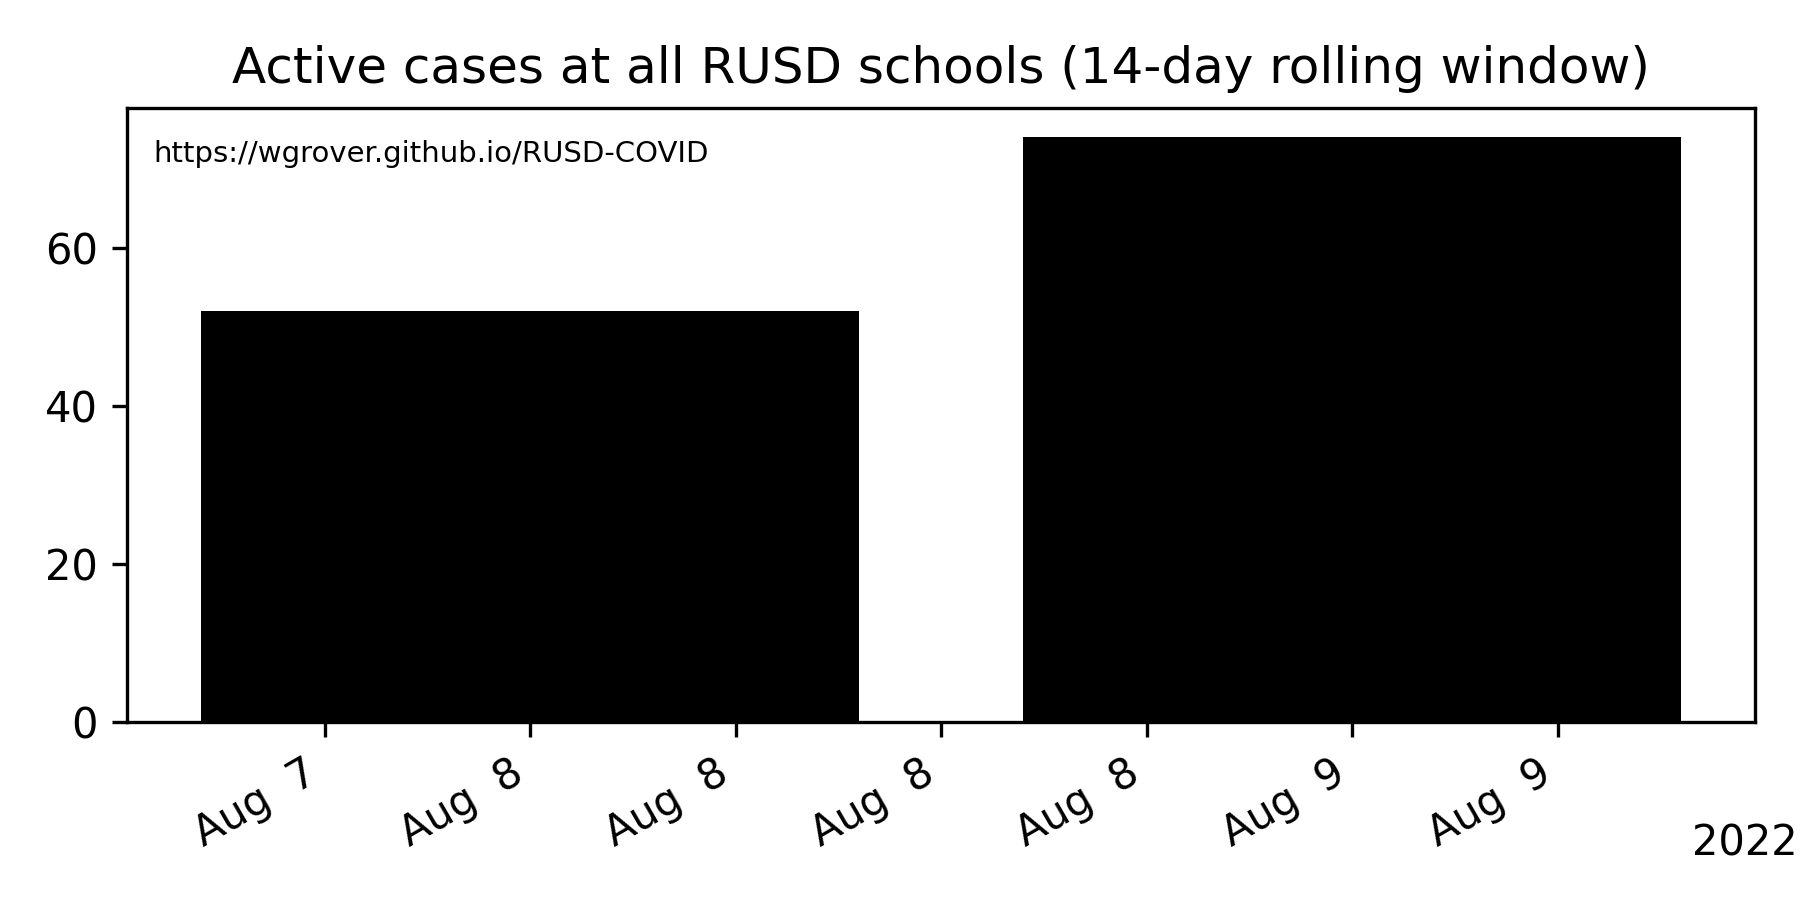 Active cases at all RUSD schools (14-day rolling window)
https://wgrover.github.io/RUSD-COVID
60
40
20
0
Aug 7
Aug 8
Aug 8
Aug 8
Aug 8
Aug 9
Aug 9
2022